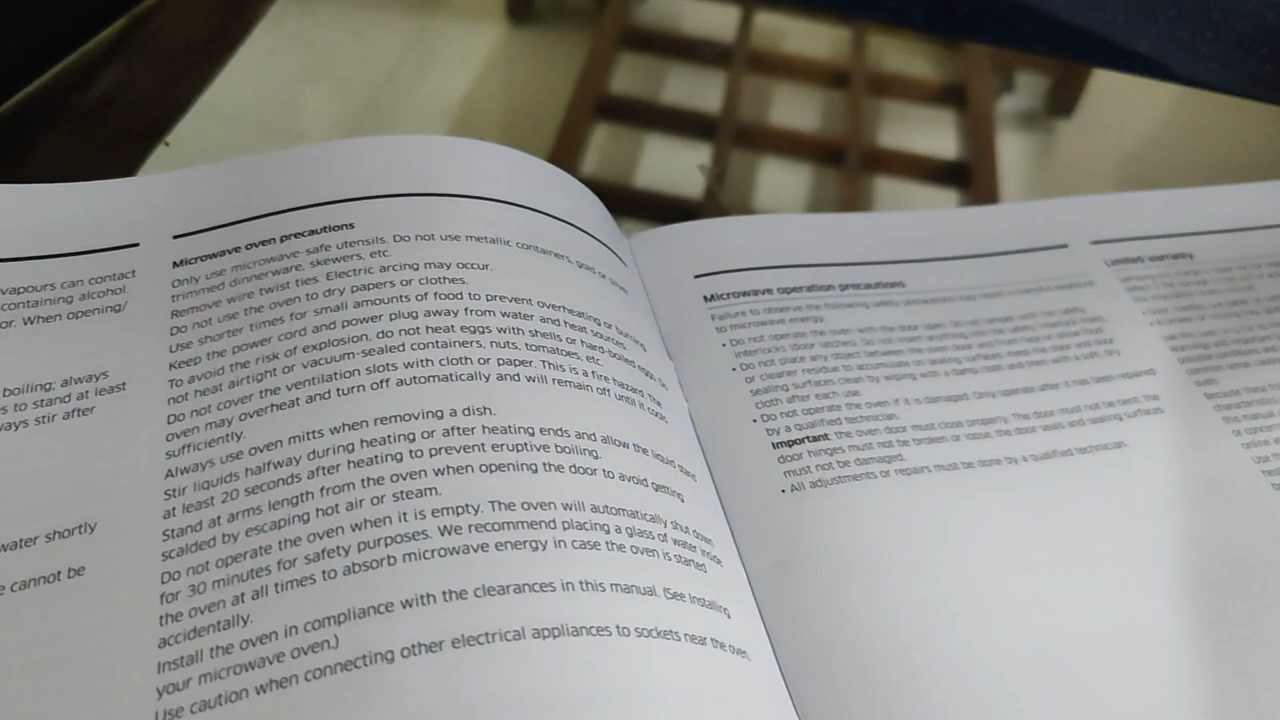 vapours can contact
containing alcohol.
or. When opening/
boiling; always
s to stand at least
ways stir after
water shortly
e cannot be
Microwave oven precautions
Only use microwave-safe utensils. Do not use metallic containers, gold or silver
trimmed dinnerware, skewers, etc.
Remove wire twist ties. Electric arcing may occur.
Do not use the oven to dry papers or clothes.
Use shorter times for small amounts of food to prevent overheating or burning
Keep the power cord and power plug away from water and heat sources.
To avoid the risk of explosion, do not heat eggs with shells or hard-boiled eggs. Do
not heat airtight or vacuum-sealed containers, nuts, tomatoes, etc.
Do not cover the ventilation slots with cloth or paper. This is a fire hazard. The
oven may overheat and turn off automatically and will remain off until it cools
sufficiently.
Always use oven mitts when removing a dish.
Stir liquids halfway during heating or after heating ends and allow the liquid stand
at least 20 seconds after heating to prevent eruptive boiling.
Stand at arms length from the oven when opening the door to avoid getting
scalded by escaping hot air or steam.
Do not operate the oven when it is empty. The oven will automatically shut down
for 30 minutes for safety purposes. We recommend placing a glass of water inside
the oven at all times to absorb microwave energy in case the oven is started
accidentally.
Install the oven in compliance with the clearances in this manual. (See Installing
your microwave oven.)
Use caution when connecting other electrical appliances to sockets near the oven.
Microwave operation precautions
Failure to observe the following safety precautions may result in harmful exposure
to microwave energy.
• Do not operate the oven with the door open. Do not tamper with the safety
interlocks (door latches). Do not insert anything into the safety interlock holes.
• Do not place any object between the oven door and front face or allow food
or cleaner residue to accumulate on sealing surfaces. Keep the door and door
sealing surfaces clean by wiping with a damp cloth and then with a soft, dry
cloth after each use.
• Do not operate the oven if it is damaged. Only operate after it has been repaired
by a qualified technician.
Important: the oven door must close properly. The door must not be bent; the
door hinges must not be broken or loose; the door seals and sealing surfaces
must not be damaged.
• All adjustments or repairs must be done by a qualified technician.
Limited warranty